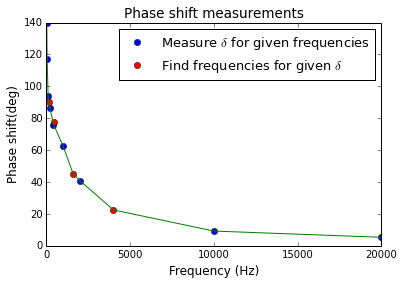 Phase shift measurements
Measure δ for given frequencies
Find frequencies for given δ
Phase shift(deg)
140
120
100
80
60
40
20
0
0 5000 10000 15000 20000
Frequency (Hz)